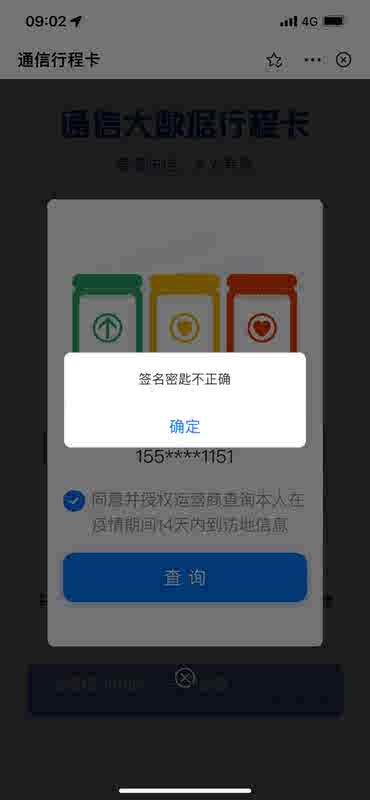 09:02
4G
通信行程卡
通信大数据行程卡
签名密匙不正确
确定
155****1151
同意并授权运营商查询本人在
疫情期间14天内到访地信息
查询